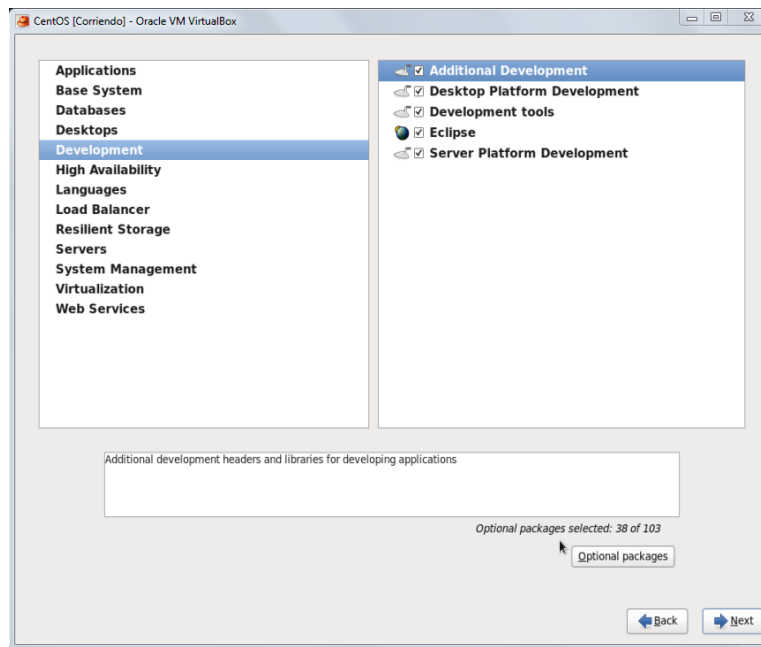 CentOS [Corriendo] - Oracle VM VirtualBox
Applications
Base System
Databases
Desktops
Development
High Availability
Languages
Load Balancer
Resilient Storage
Servers
System Management
Virtualization
Web Services
Additional Development
Desktop Platform Development
Development tools
Eclipse
Server Platform Development
Additional development headers and libraries for developing applications
Optional packages selected: 38 of 103
Optional packages
Back
Next